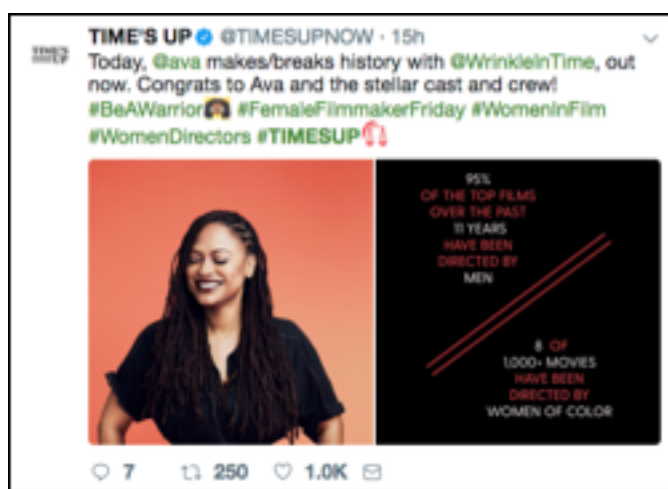 TIME'S UP @TIMESUPNOW · 15h
TIME'S
UP
Today, @ava makes/breaks history with @WrinkleInTime, out
now. Congrats to Ava and the stellar cast and crew!
#BeAWarrior #FemaleFilmmakerFriday #WomenInFilm
#WomenDirectors #TIMESUP
95%
OF THE TOP FILMS
OVER THE PAST
11 YEARS
HAVE BEEN
DIRECTED BY
MEN
8 OF
1,000+ MOVIES
HAVE BEEN
DIRECTED BY
WOMEN OF COLOR
7 250 1.0K